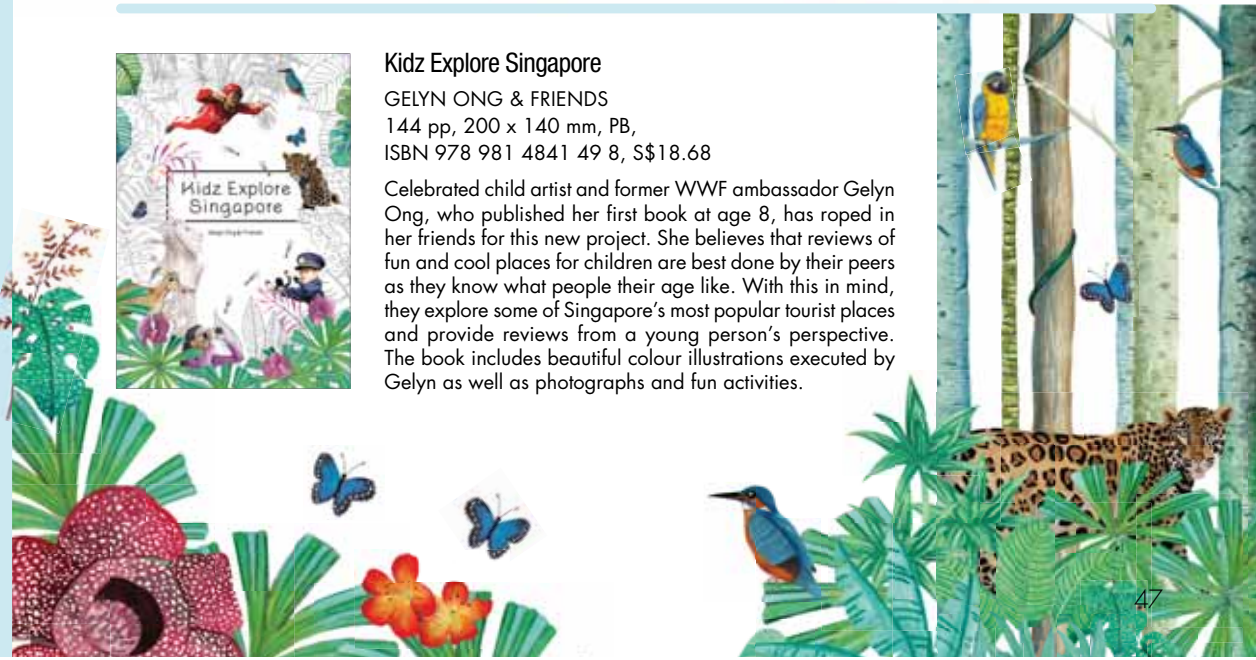 Kidz Explore Singapore
GELYN ONG & FRIENDS
144 pp, 200 x 140 mm, PB,
ISBN 978 981 4841 49 8, S$18.68
Celebrated child artist and former WWF ambassador Gelyn
Ong, who published her first book at age 8, has roped in
her friends for this new project. She believes that reviews of
fun and cool places for children are best done by their peers
as they know what people their age like. With this in mind,
they explore some of Singapore’s most popular tourist places
and provide reviews from a young person’s perspective.
The book includes beautiful colour illustrations executed by
Gelyn as well as photographs and fun activities.
Kidz Explore
Singapore
Gelyn Ong & Friends
47